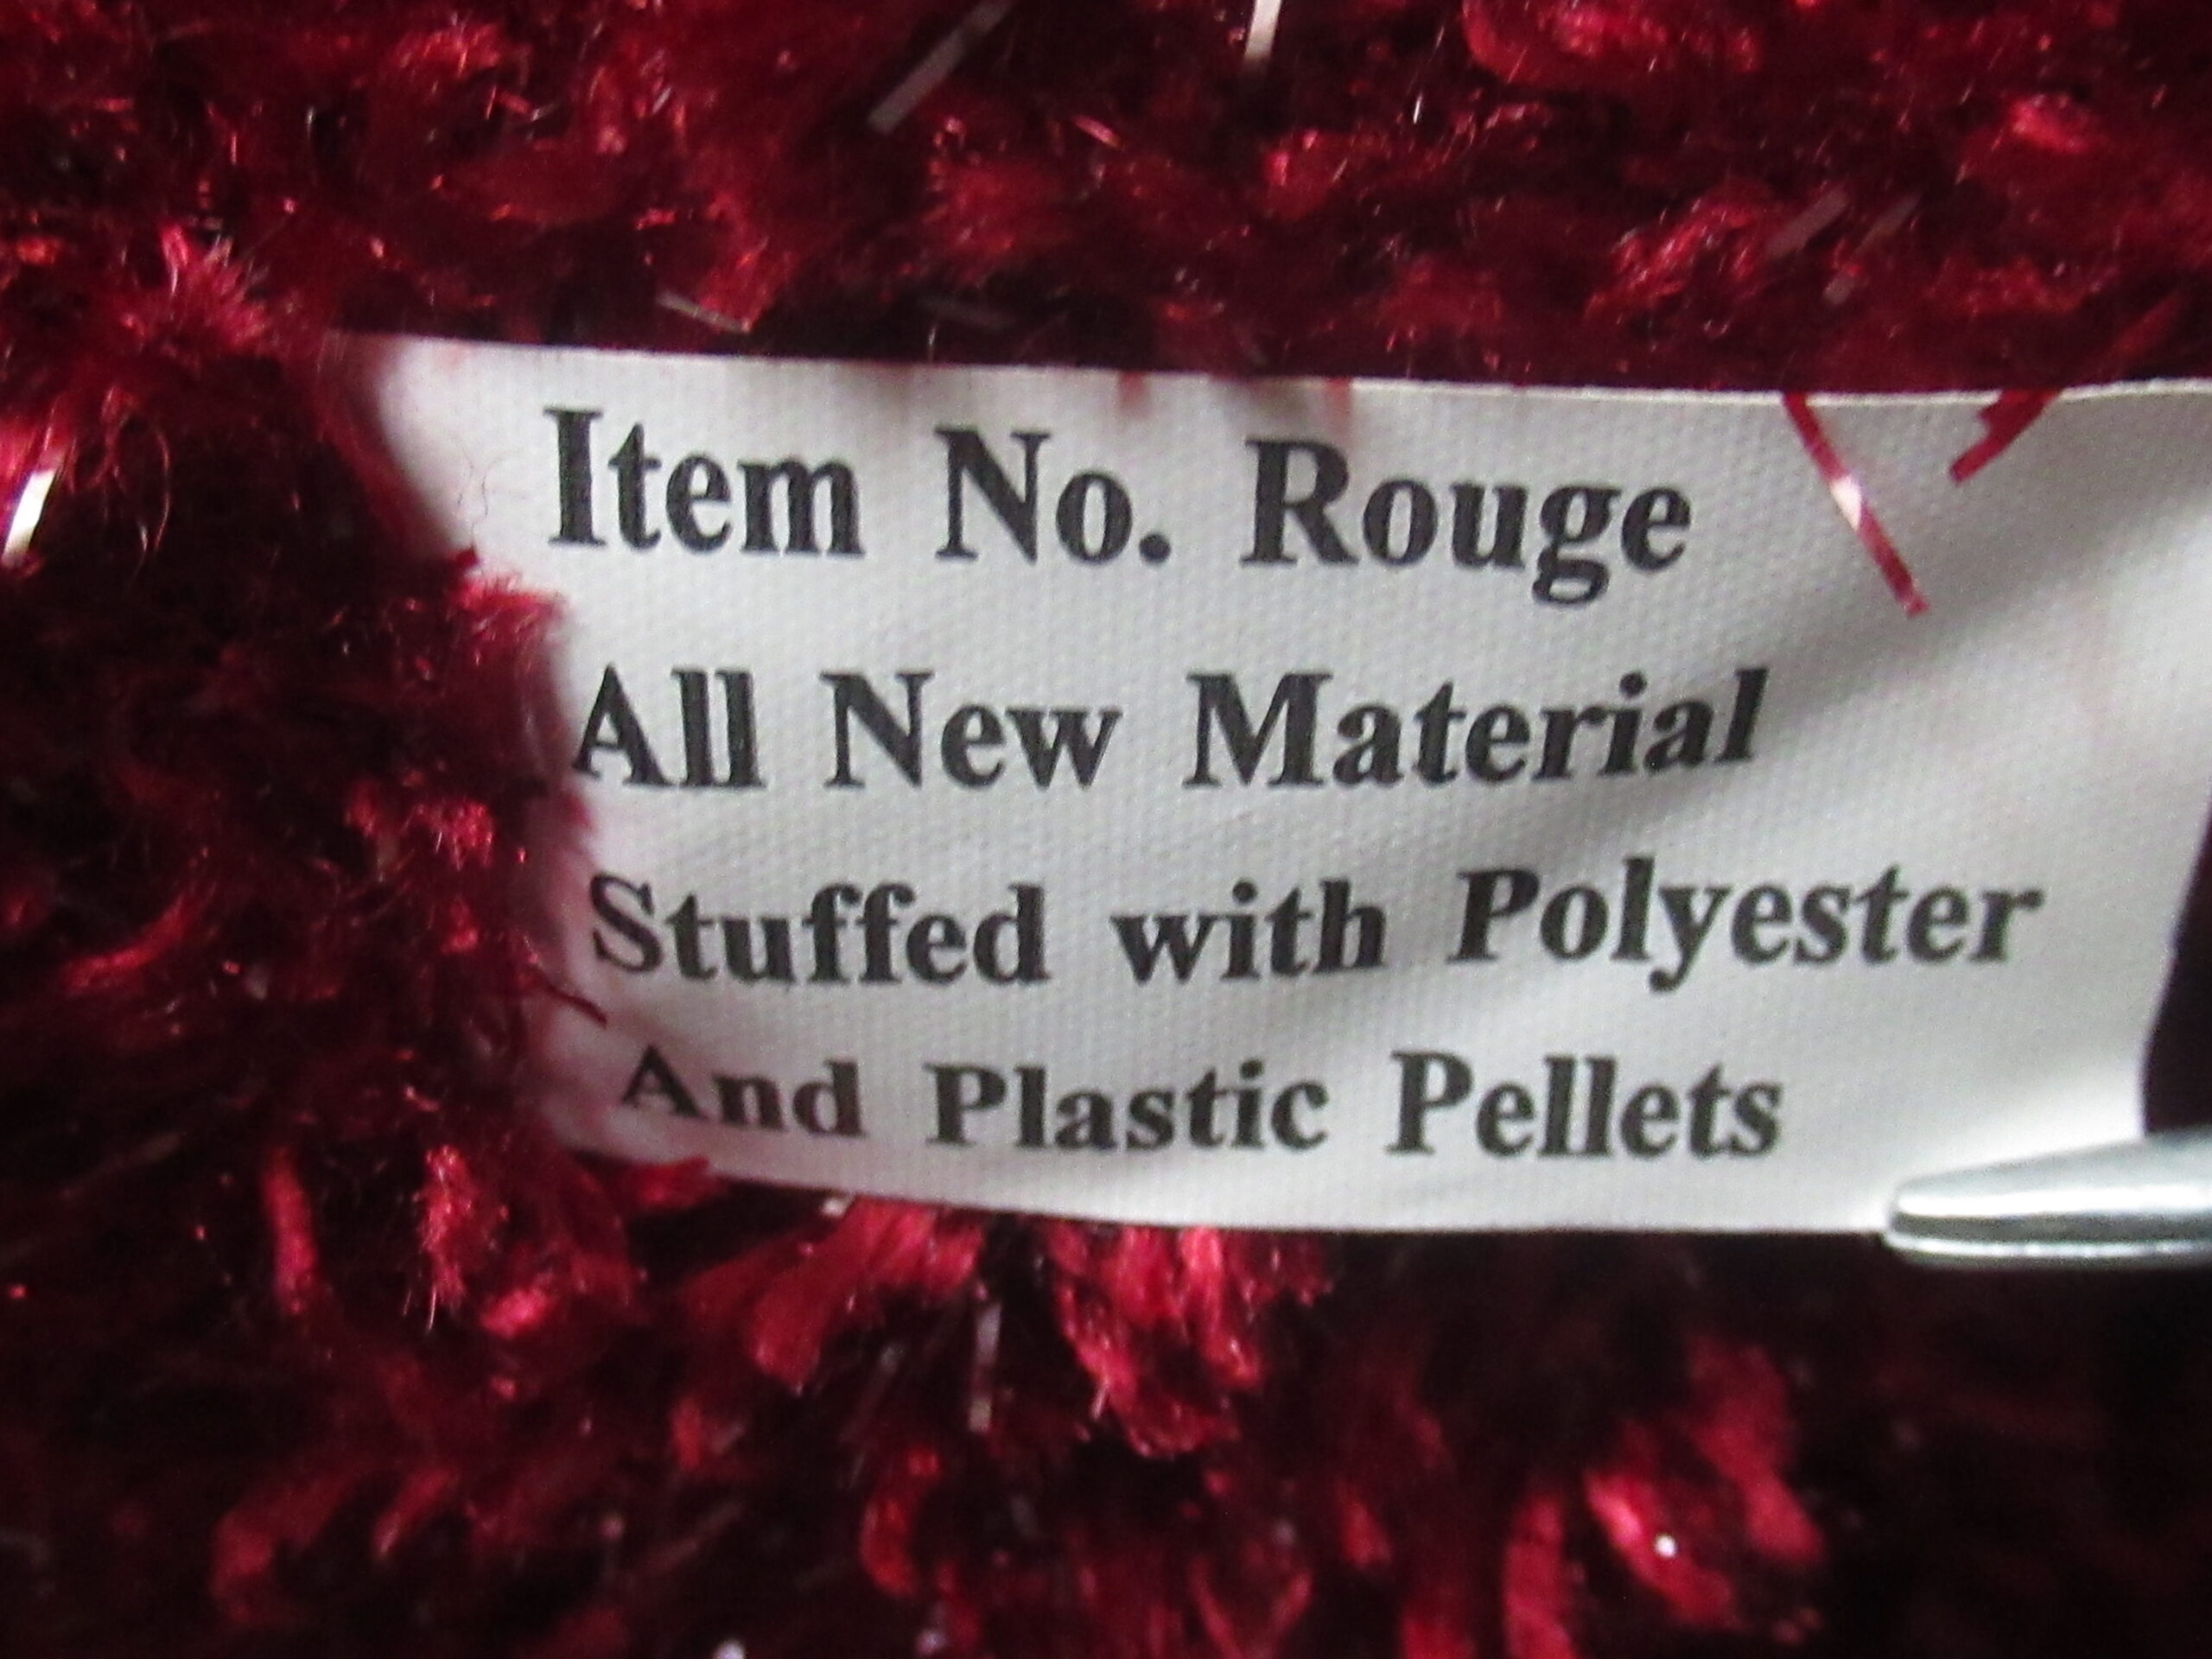 Item No. Rouge
All New Material
Stuffed with Polyester
And Plastic Pellets